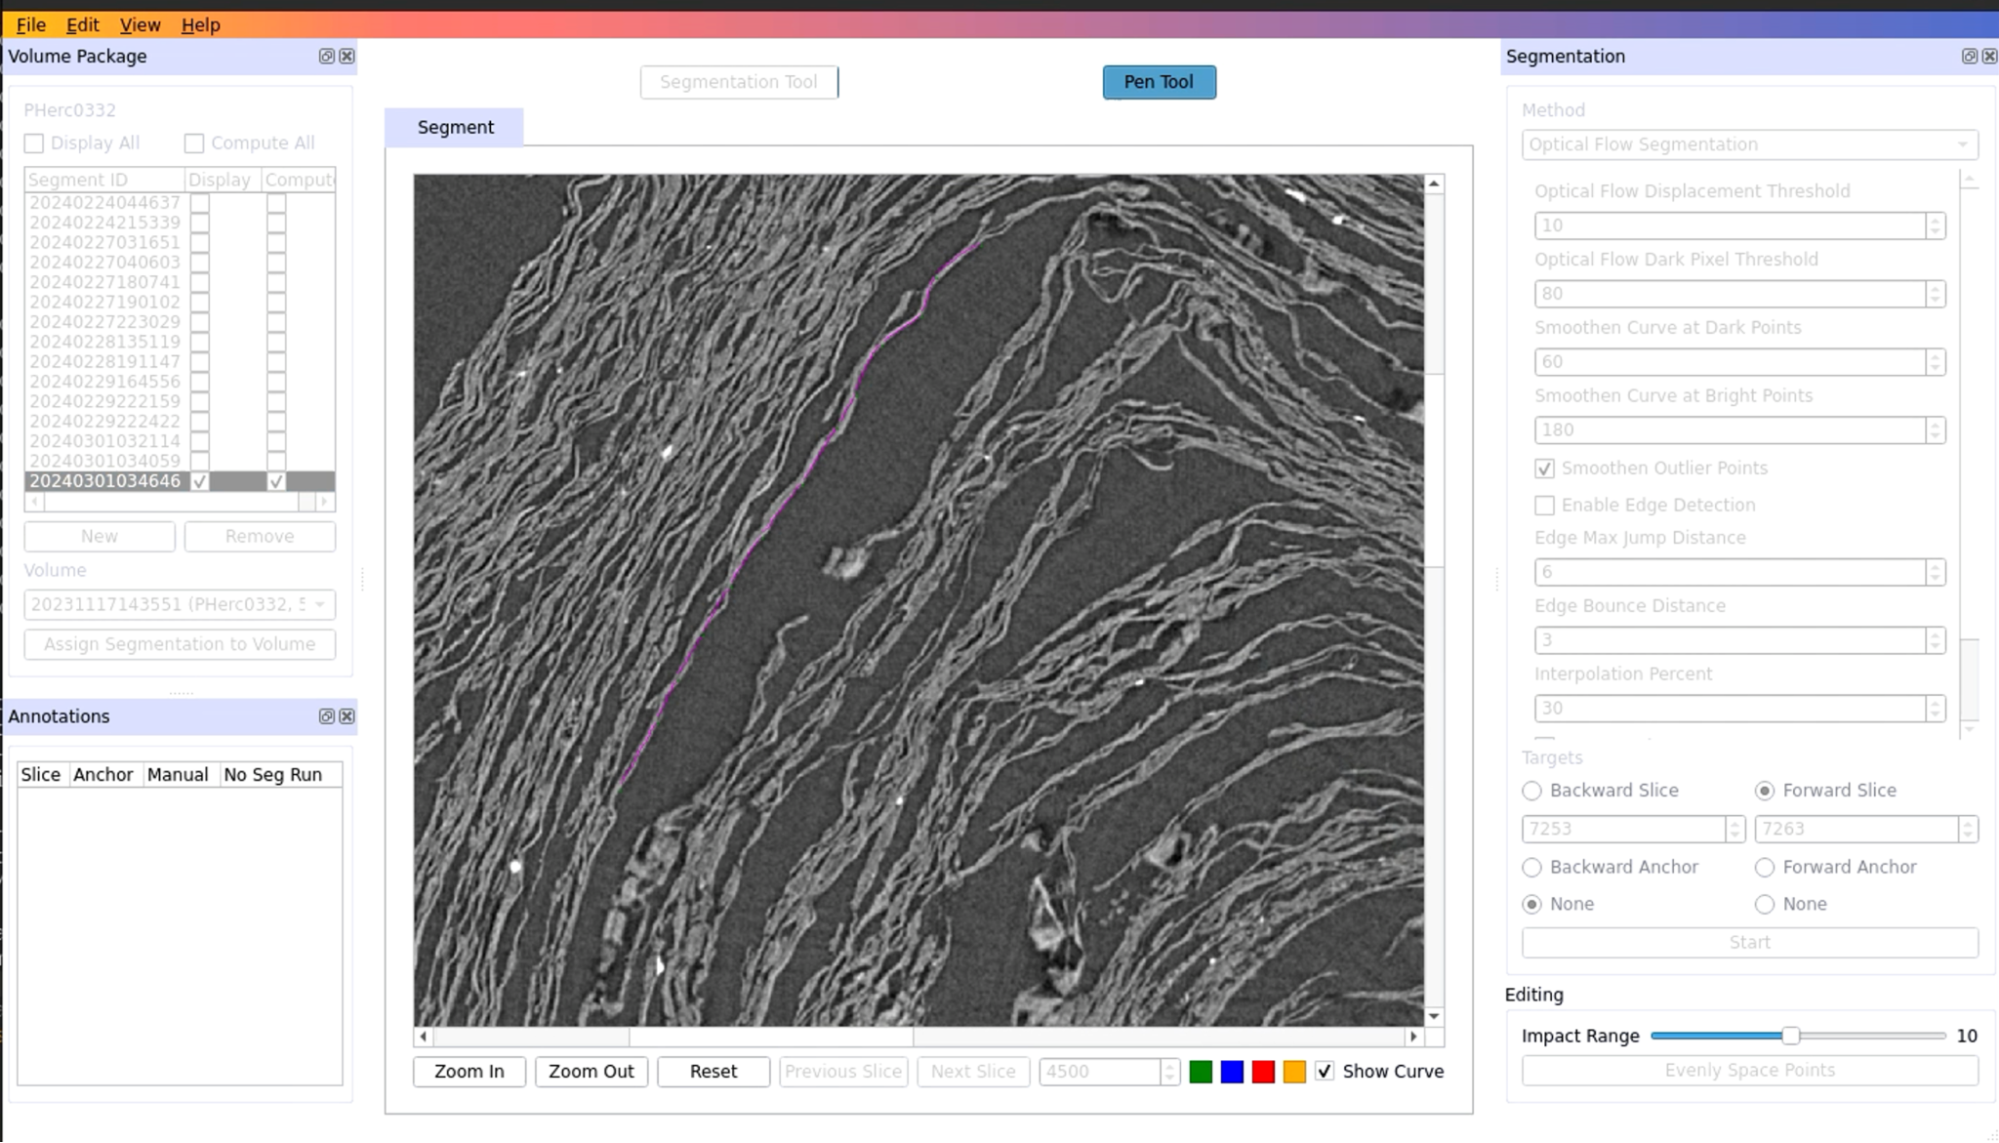 File Edit View Help
Volume Package
PHerc0332
Display All Compute All
Segment ID Display Compute
20240224044637
20240224215339
20240227031651
20240227040603
20240227180741
20240227190102
20240227223029
20240228135119
20240228191147
20240229164556
20240229222159
20240229222422
20240301032114
20240301034059
20240301034646
New Remove
Volume
20231117143551 (PHerc0332,
Assign Segmentation to Volume
Annotations
Slice Anchor Manual No Seg Run
Segmentation Tool Pen Tool
Segment
Zoom In Zoom Out Reset Previous Slice Next Slice 4500 Show Curve
Segmentation
Method
Optical Flow Segmentation
Optical Flow Displacement Threshold
10
Optical Flow Dark Pixel Threshold
80
Smoothen Curve at Dark Points
60
Smoothen Curve at Bright Points
180
Smoothen Outlier Points
Enable Edge Detection
Edge Max Jump Distance
6
Edge Bounce Distance
3
Interpolation Percent
30
Targets
Backward Slice Forward Slice
7253 7263
Backward Anchor Forward Anchor
None None
Start
Editing
Impact Range 10
Evenly Space Points